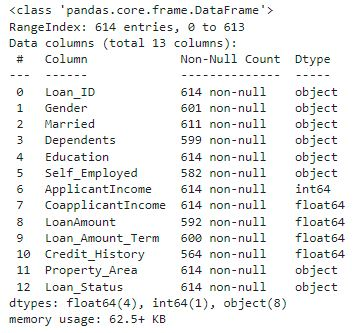 <class 'pandas.core.frame.DataFrame'>
RangeIndex: 614 entries, 0 to 613
Data columns (total 13 columns):
 #   Column             Non-Null Count  Dtype
---  ------             --------------  -----
 0   Loan_ID            614 non-null    object
 1   Gender             601 non-null    object
 2   Married            611 non-null    object
 3   Dependents         599 non-null    object
 4   Education          614 non-null    object
 5   Self_Employed      582 non-null    object
 6   ApplicantIncome    614 non-null    int64
 7   CoapplicantIncome  614 non-null    float64
 8   LoanAmount         592 non-null    float64
 9   Loan_Amount_Term   600 non-null    float64
 10  Credit_History     564 non-null    float64
 11  Property_Area      614 non-null    object
 12  Loan_Status        614 non-null    object
dtypes: float64(4), int64(1), object(8)
memory usage: 62.5+ KB